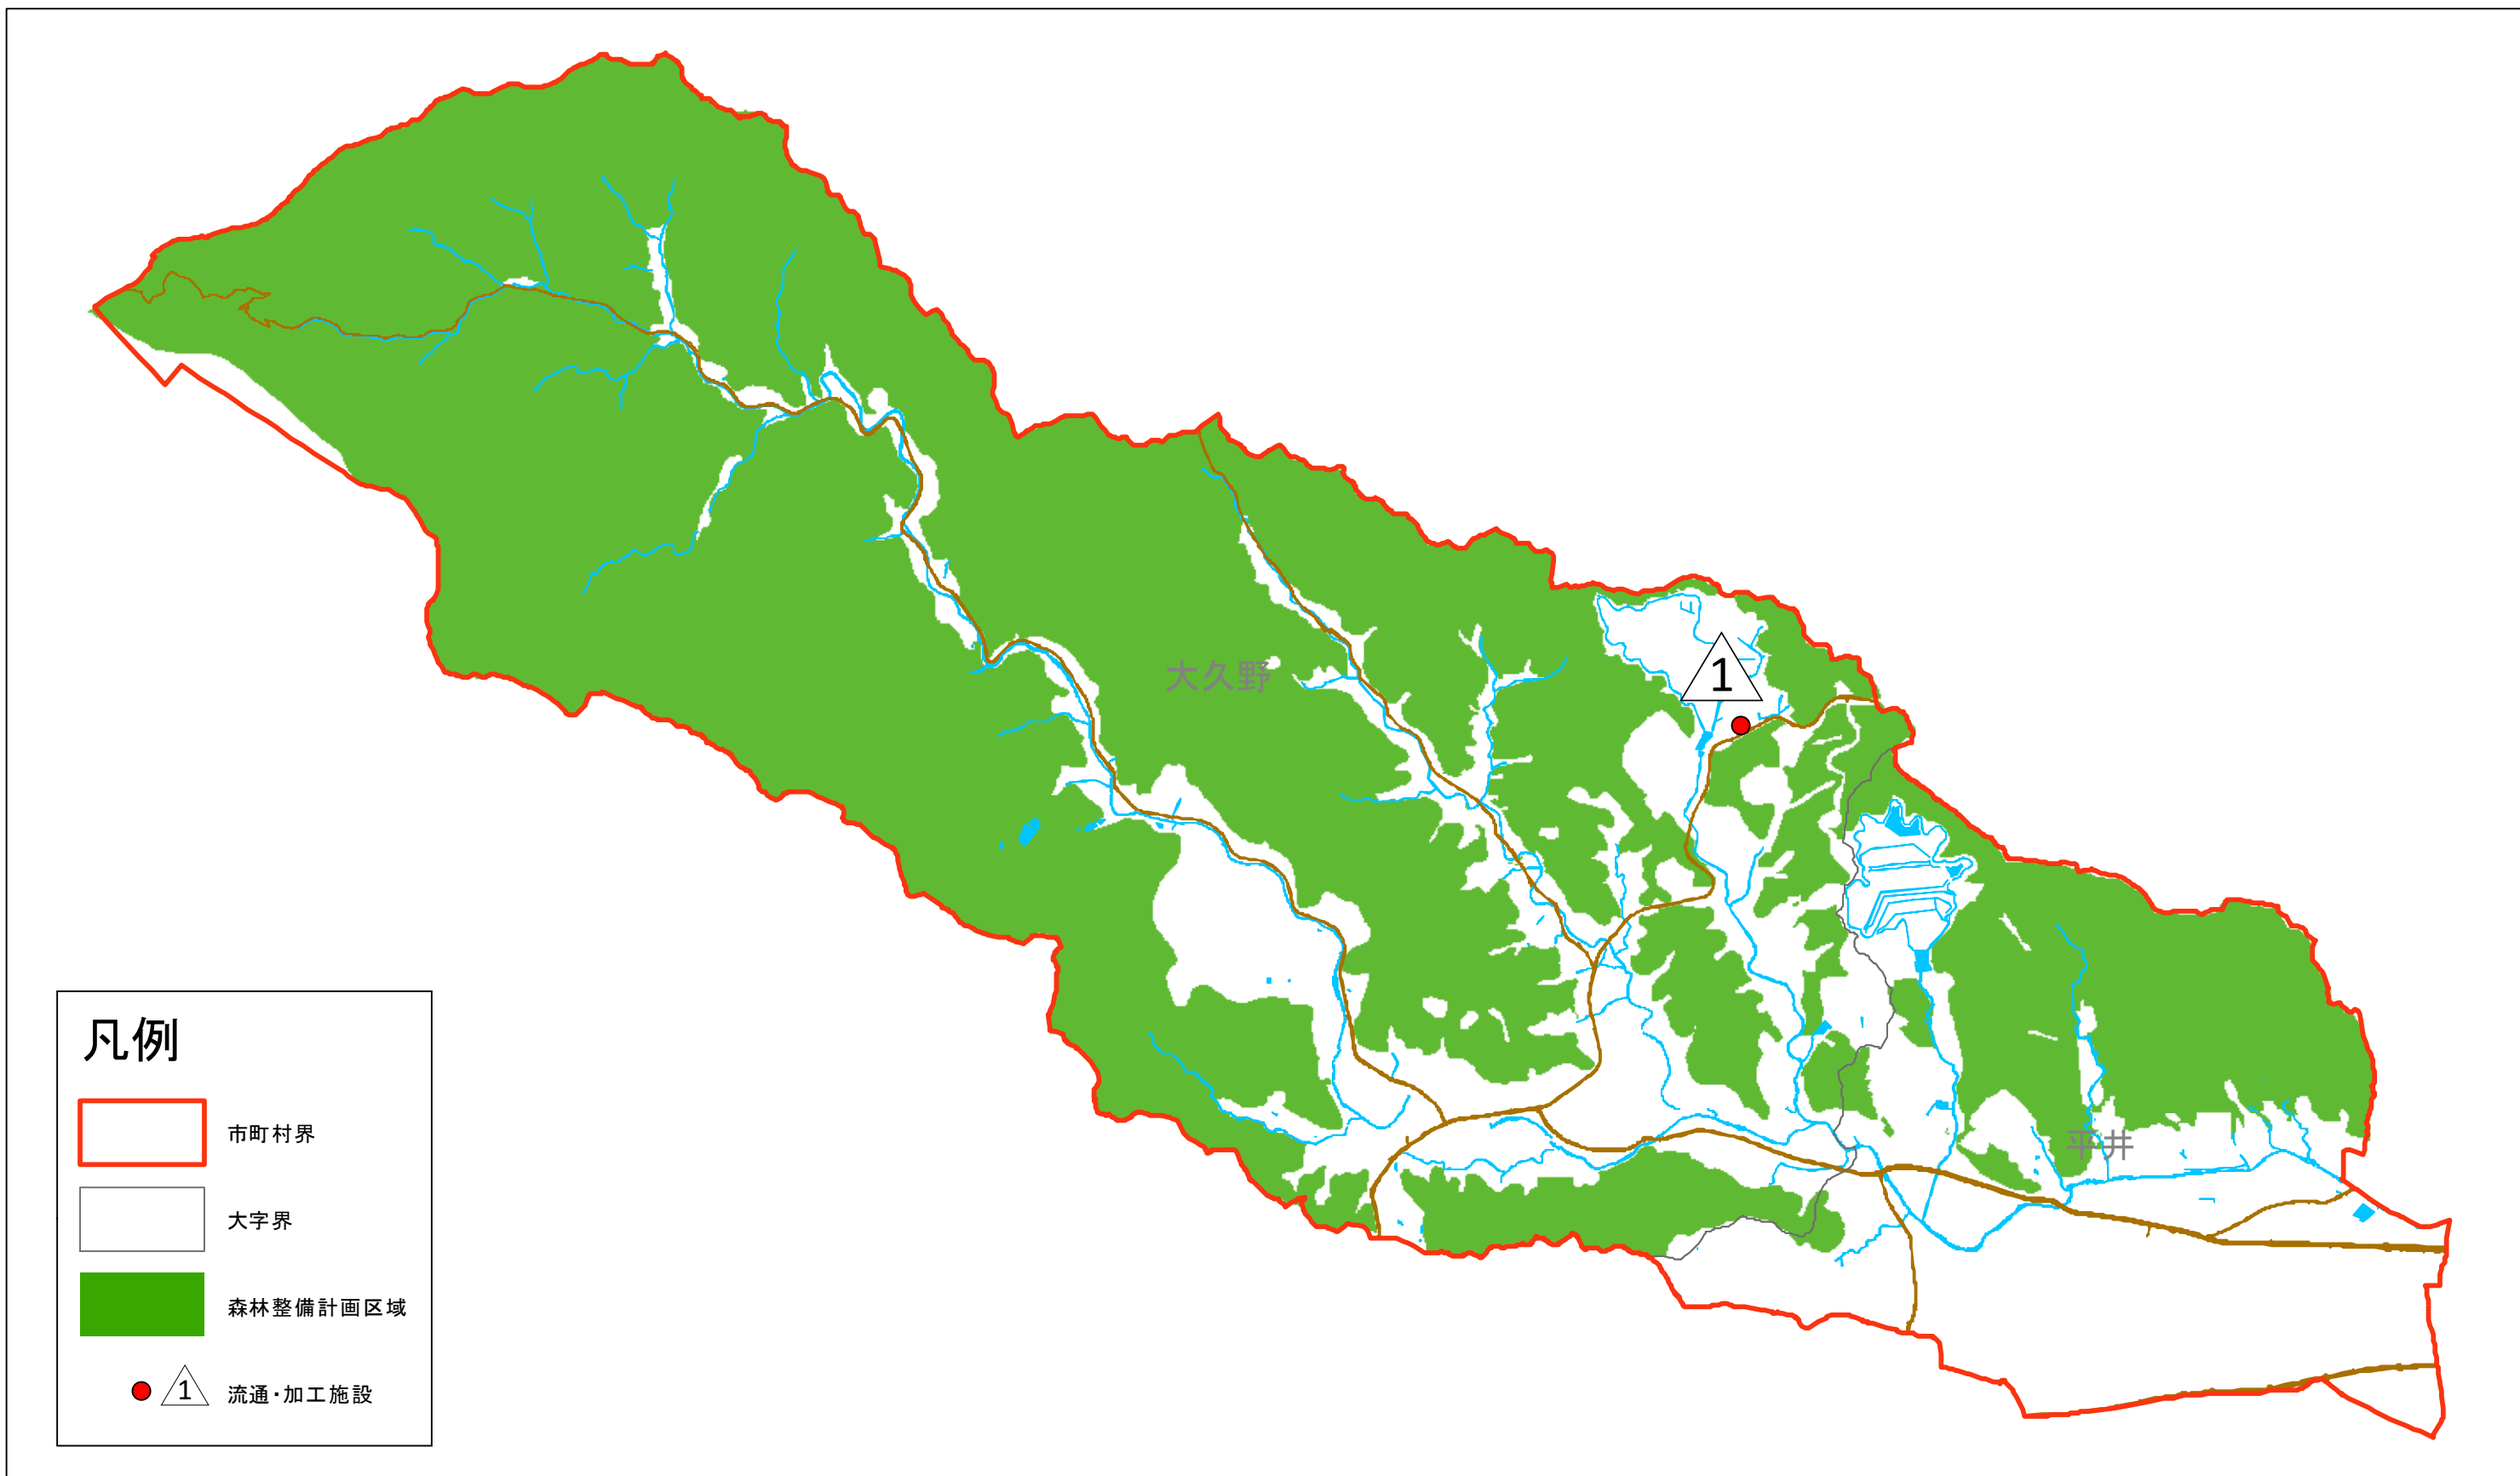 大久野
1
平井
凡例
市町村界
大字界
森林整備計画区域
1 流通・加工施設